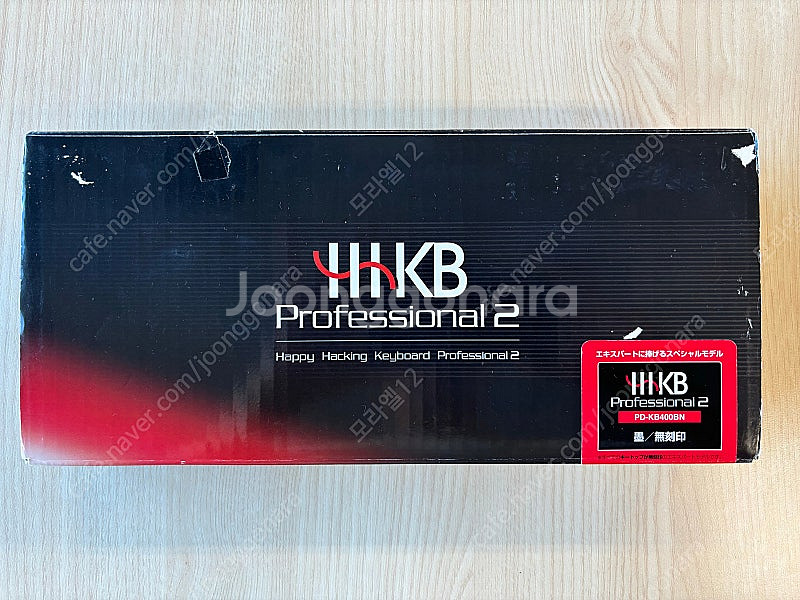 HHKB
Professional 2
Happy Hacking Keyboard Professional 2
エキスパートに捧げるスペシャルモデル
HHKB
Professional 2
PD-KB400BN
墨／無刻印
Joonggonara
모라엘12
cafe.naver.com/joonggonara